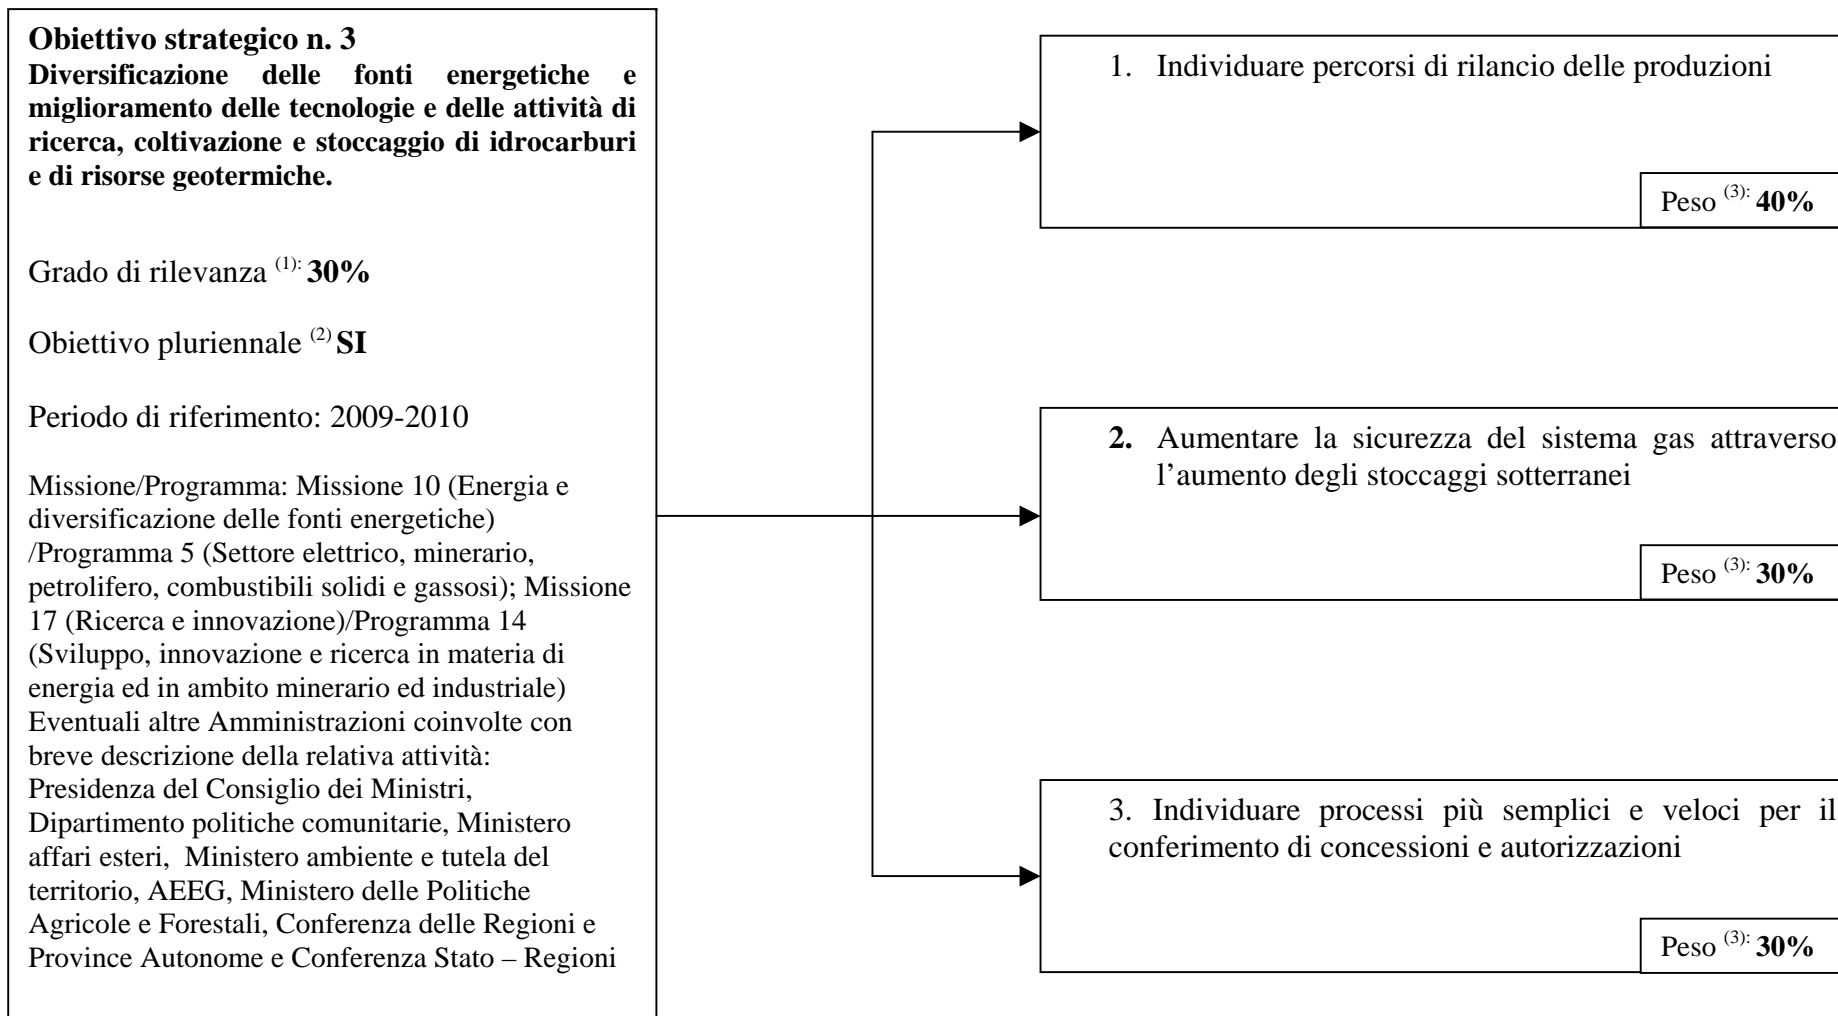 Obiettivo strategico n. 3
Diversificazione delle fonti energetiche e
miglioramento delle tecnologie e delle attività di
ricerca, coltivazione e stoccaggio di idrocarburi
e di risorse geotermiche.
Grado di rilevanza (1): 30%
Obiettivo pluriennale (2) SI
Periodo di riferimento: 2009-2010
Missione/Programma: Missione 10 (Energia e
diversificazione delle fonti energetiche)
/Programma 5 (Settore elettrico, minerario,
petrolifero, combustibili solidi e gassosi); Missione
17 (Ricerca e innovazione)/Programma 14
(Sviluppo, innovazione e ricerca in materia di
energia ed in ambito minerario ed industriale)
Eventuali altre Amministrazioni coinvolte con
breve descrizione della relativa attività:
Presidenza del Consiglio dei Ministri,
Dipartimento politiche comunitarie, Ministero
affari esteri, Ministero ambiente e tutela del
territorio, AEEG, Ministero delle Politiche
Agricole e Forestali, Conferenza delle Regioni e
Province Autonome e Conferenza Stato – Regioni
1. Individuare percorsi di rilancio delle produzioni
Peso (3): 40%
2. Aumentare la sicurezza del sistema gas attraverso
l’aumento degli stoccaggi sotterranei
Peso (3): 30%
3. Individuare processi più semplici e veloci per il
conferimento di concessioni e autorizzazioni
Peso (3): 30%